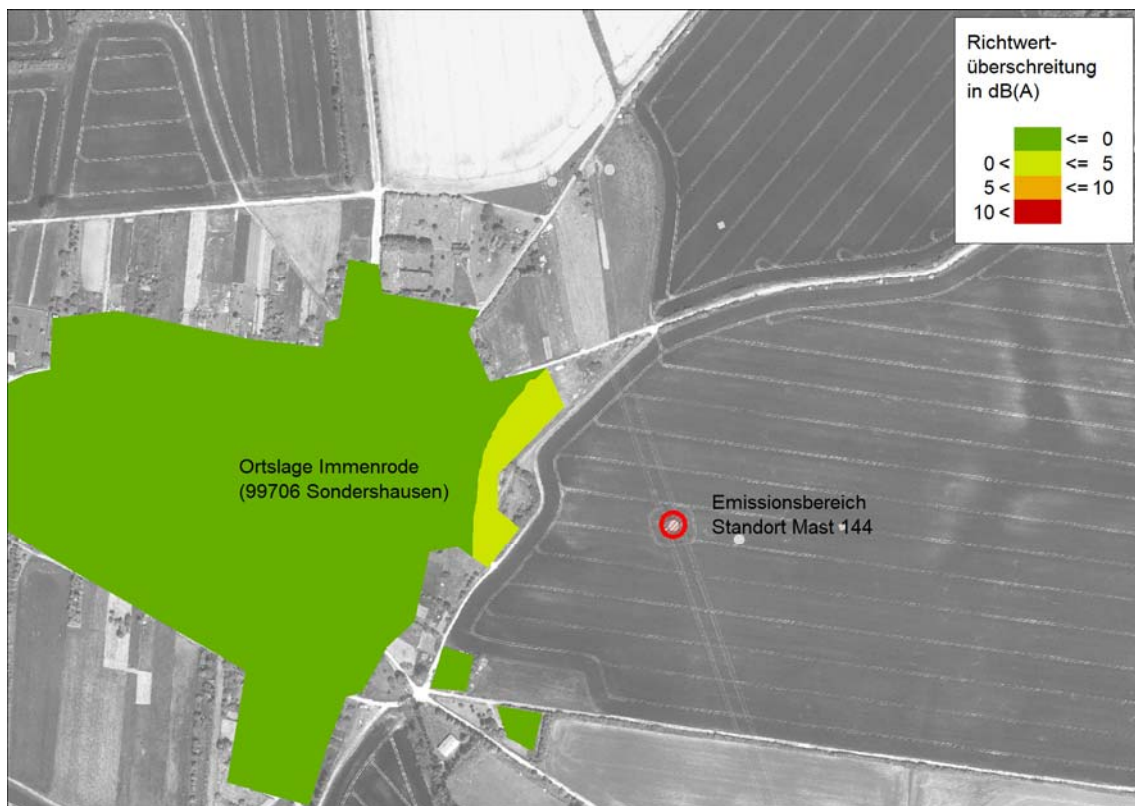 Richtwert-
überschreitung
in dB(A)
<= 0
0 < <= 5
5 < <= 10
10 <
Ortslage Immenrode
(99706 Sondershausen)
Emissionsbereich
Standort Mast 144